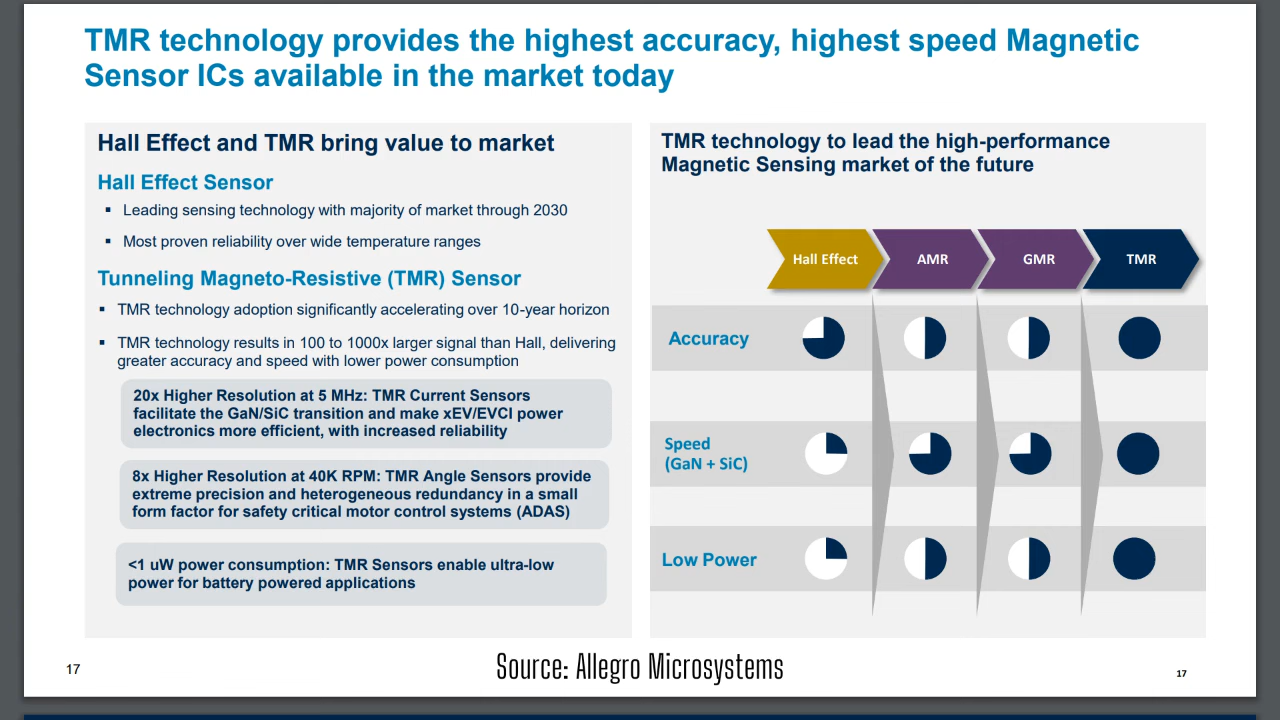 TMR technology provides the highest accuracy, highest speed Magnetic
Sensor ICs available in the market today
Hall Effect and TMR bring value to market
Hall Effect Sensor
▪ Leading sensing technology with majority of market through 2030
▪ Most proven reliability over wide temperature ranges
Tunneling Magneto-Resistive (TMR) Sensor
▪ TMR technology adoption significantly accelerating over 10-year horizon
▪ TMR technology results in 100 to 1000x larger signal than Hall, delivering
greater accuracy and speed with lower power consumption
20x Higher Resolution at 5 MHz: TMR Current Sensors
facilitate the GaN/SiC transition and make xEV/EVCI power
electronics more efficient, with increased reliability
8x Higher Resolution at 40K RPM: TMR Angle Sensors provide
extreme precision and heterogeneous redundancy in a small
form factor for safety critical motor control systems (ADAS)
<1 uW power consumption: TMR Sensors enable ultra-low
power for battery powered applications
TMR technology to lead the high-performance
Magnetic Sensing market of the future
Hall Effect AMR GMR TMR
Accuracy
Speed
(GaN + SiC)
Low Power
17
Source: Allegro Microsystems
17